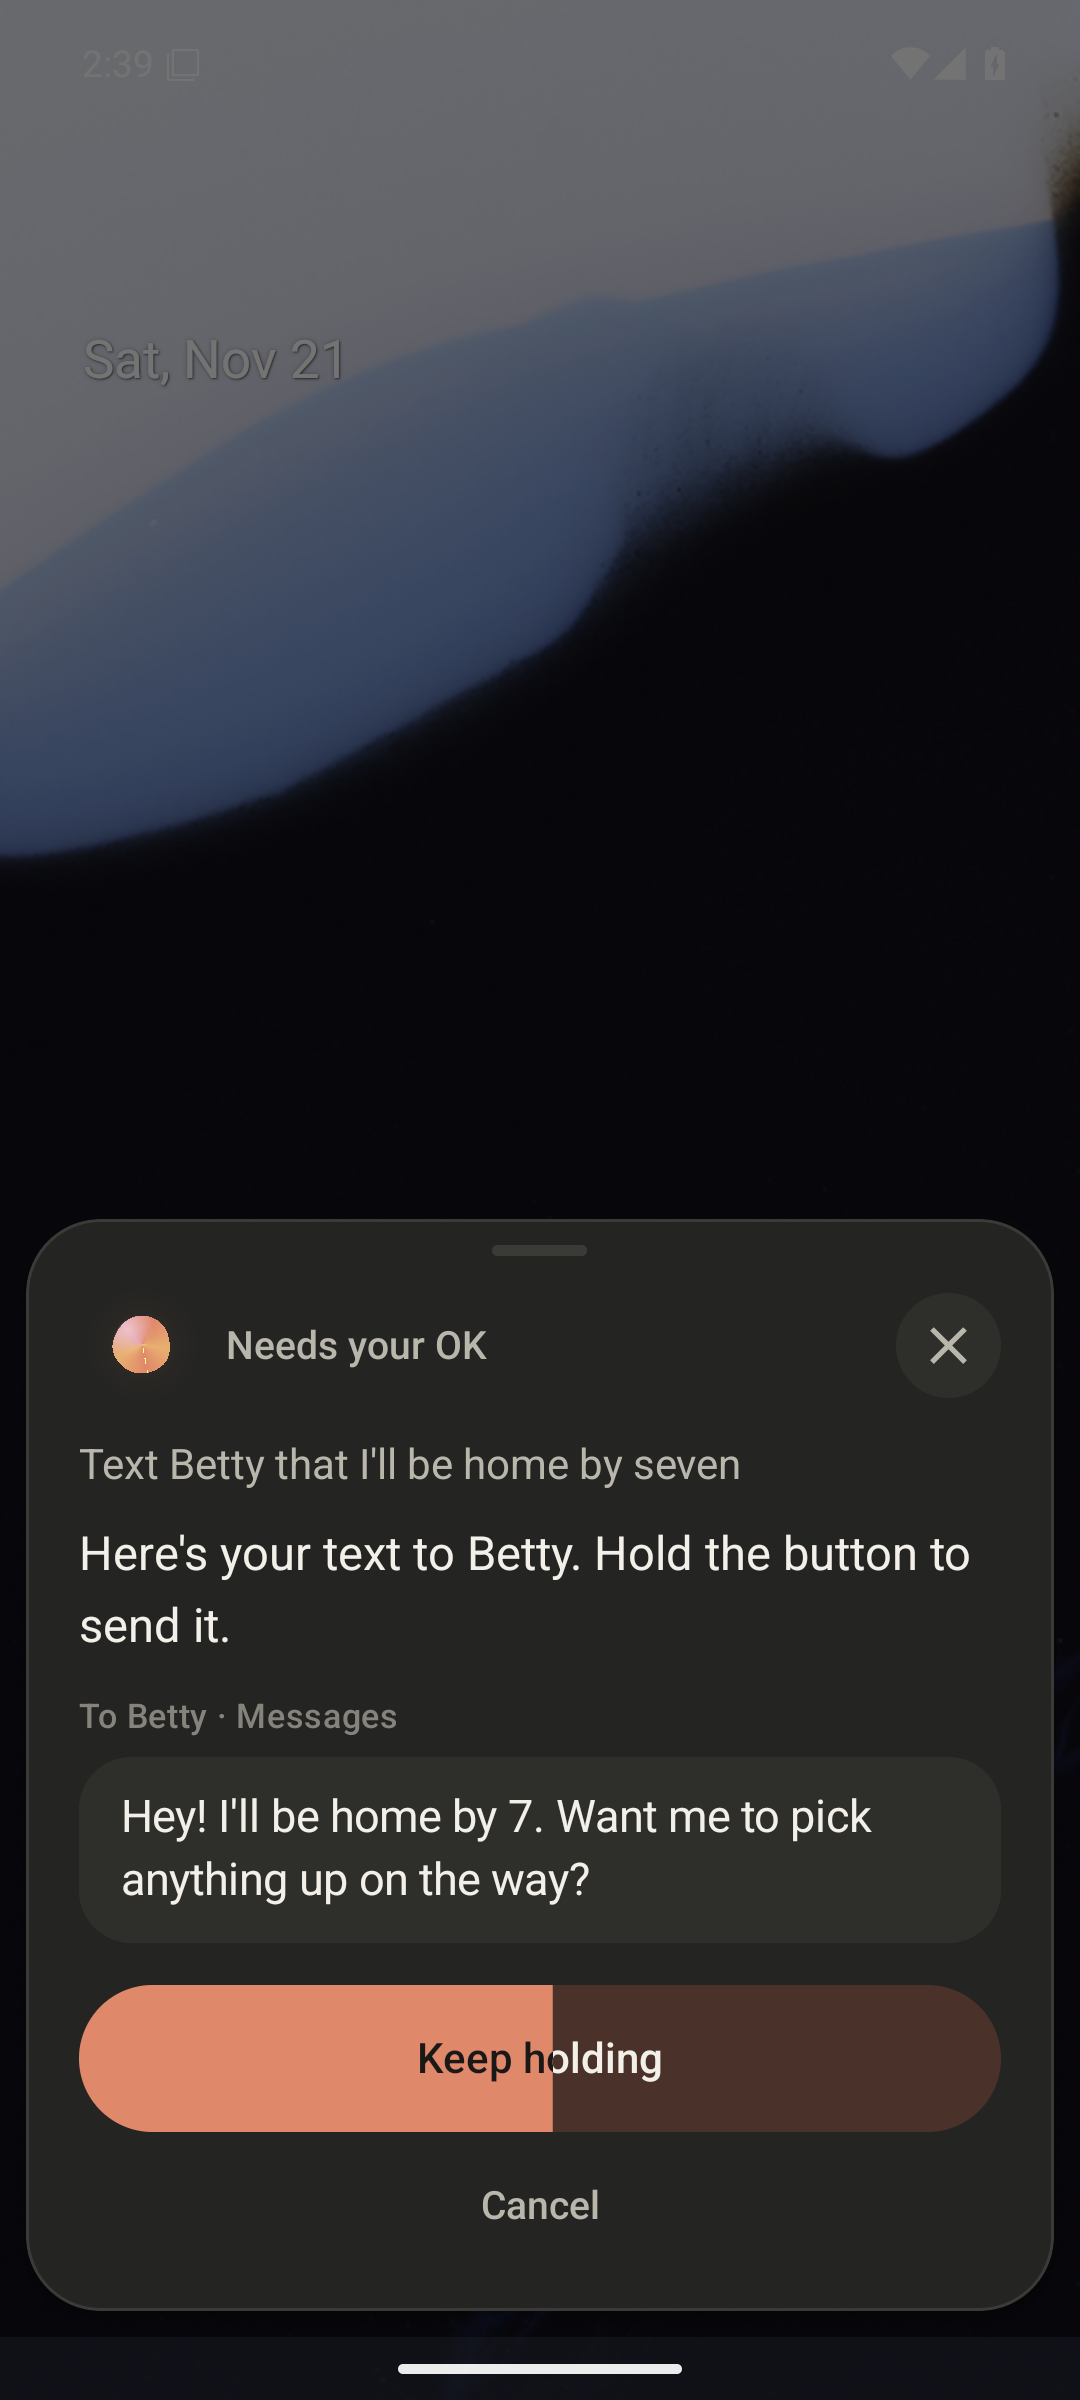 2:39
Sat, Nov 21
Needs your OK
Text Betty that I'll be home by seven
Here's your text to Betty. Hold the button to
send it.
To Betty · Messages
Hey! I'll be home by 7. Want me to pick
anything up on the way?
Keep holding
Cancel